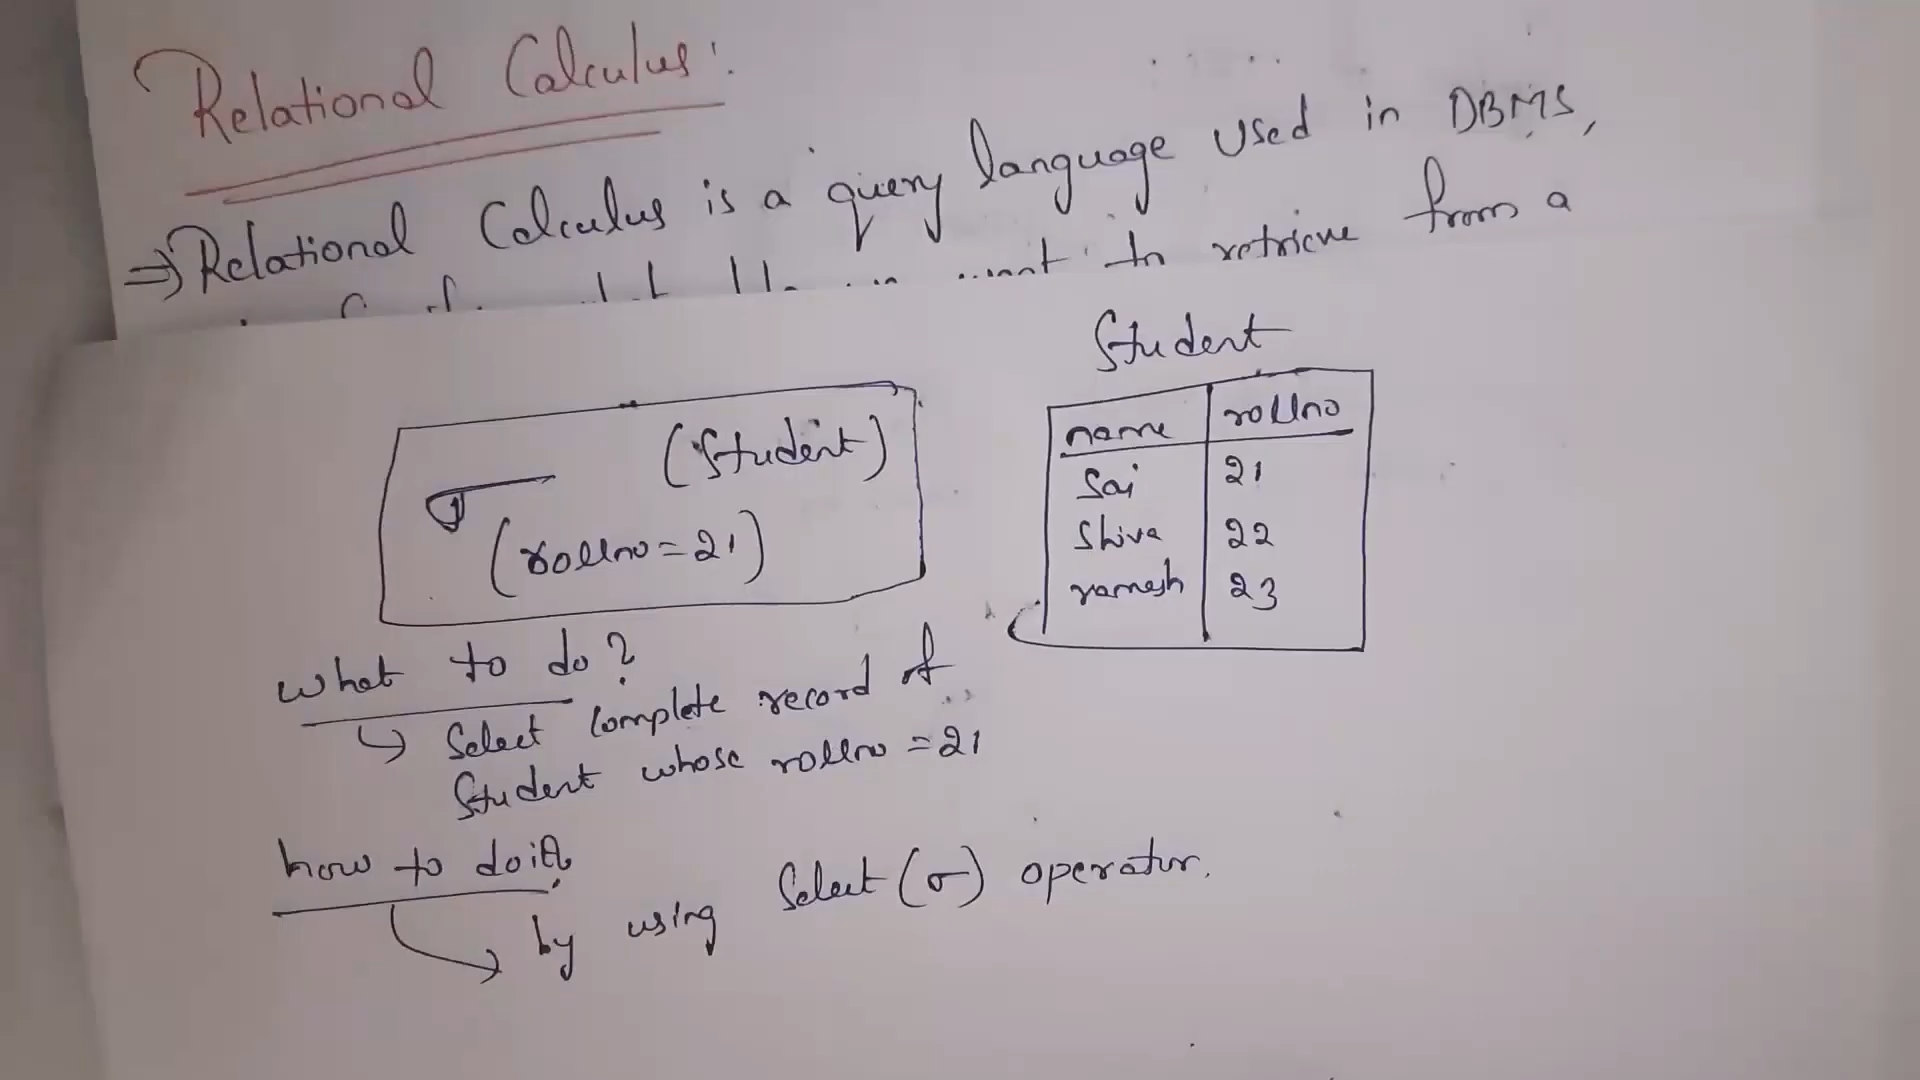 Relational Calculus:
⇒ Relational Calculus is a query language used in DBMS,
to retrieve from a
Student
name rollno
Sai 21
Shiva 22
ramesh 23
σ (Student)
(rollno = 21)
what to do?
↳ Select complete record of
Student whose rollno = 21
how to do it?
→ by using Select (σ) operator.